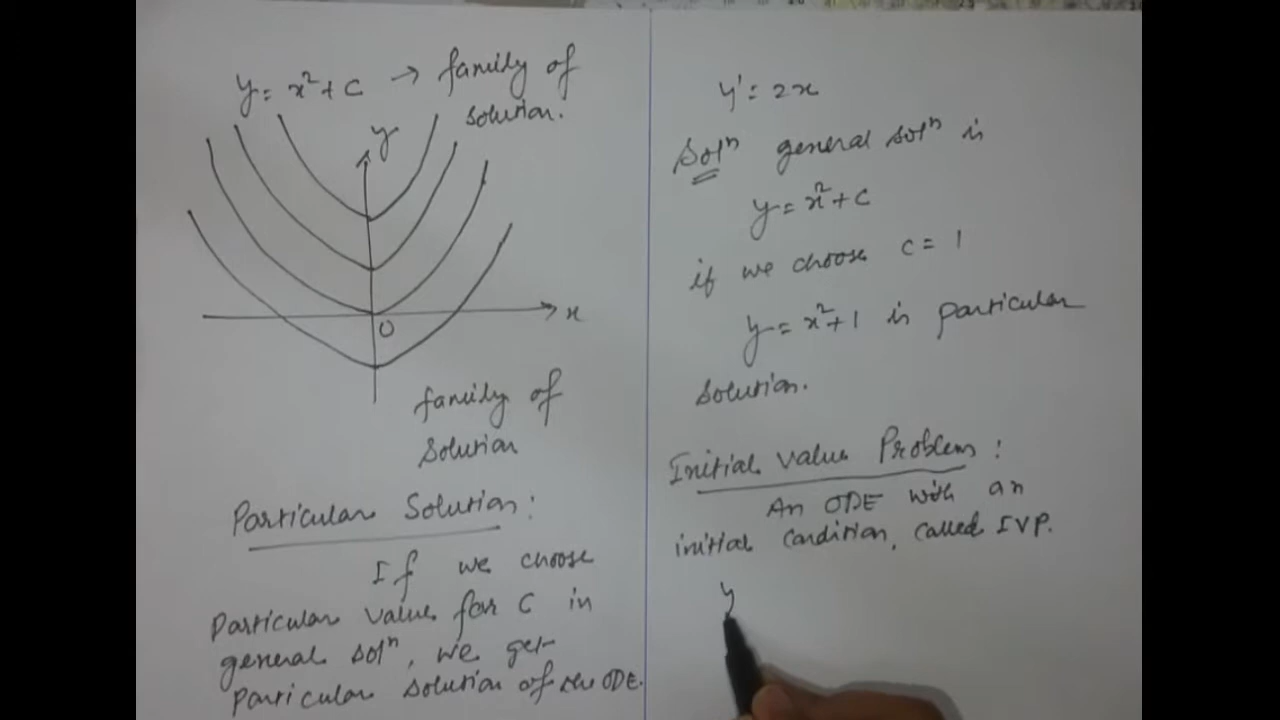 y = x² + c → family of
solution.
y
x
0
family of
solution
Particular Solution:
If we choose
particular value for C in
general solⁿ, we get
particular solution of the ODE.
y' = 2x
Solⁿ general solⁿ is
y = x² + c
if we choose c = 1
y = x² + 1 is particular
solution.
Initial Value Problem:
An ODE with an
initial condition, called IVP.
y